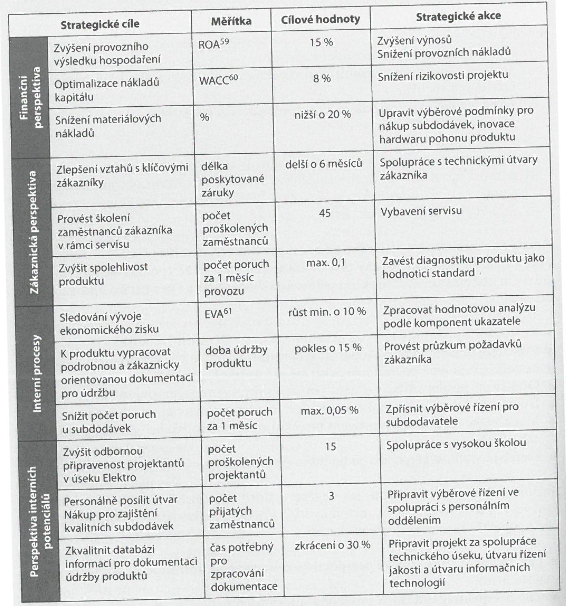 Strategické cíle Měřítka Cílové hodnoty Strategické akce
Finanční
perspektiva
Zvýšení provozního
výsledku hospodaření
ROA59
15 %
Zvýšení výnosů
Snížení provozních nákladů
Optimalizace nákladů
kapitálu
WACC60
8 %
Snížení rizikovosti projektu
Snížení materiálových
nákladů
%
nižší o 20 %
Upravit výběrové podmínky pro
nákup subdodávek, inovace
hardwaru pohonu produktu
Zákaznická perspektiva
Zlepšení vztahů s klíčovými
zákazníky
délka
poskytované
záruky
delší o 6 měsíců
Spolupráce s technickými útvary
zákazníka
Provést školení
zaměstnanců zákazníka
v rámci servisu
počet
proškolených
zaměstnanců
45
Vybavení servisu
Zvýšit spolehlivost
produktu
počet poruch
za 1 měsíc
provozu
max. 0,1
Zavést diagnostiku produktu jako
hodnoticí standard
Interní procesy
Sledování vývoje
ekonomického zisku
EVA61
růst min. o 10 %
Zpracovat hodnotovou analýzu
podle komponent ukazatele
K produktu vypracovat
podrobnou a zákaznicky
orientovanou dokumentaci
pro údržbu
doba údržby
produktu
pokles o 15 %
Provést průzkum požadavků
zákazníka
Snížit počet poruch
u subdodávek
počet poruch
za 1 měsíc
max. 0,05 %
Zpřísnit výběrové řízení pro
subdodavatele
Perspektiva interních
potenciálů
Zvýšit odbornou
připravenost projektantů
v úseku Elektro
počet
proškolených
projektantů
15
Spolupráce s vysokou školou
Personálně posílit útvar
Nákup pro zajištění
kvalitních subdodávek
počet
přijatých
zaměstnanců
3
Připravit výběrové řízení ve
spolupráci s personálním
oddělením
Zkvalitnit databázi
informací pro dokumentaci
údržby produktů
čas potřebný
pro
zpracování
dokumentace
zkrácení o 30 %
Připravit projekt za spolupráce
technického úseku, útvaru řízení
jakosti a útvaru informačních
technologií